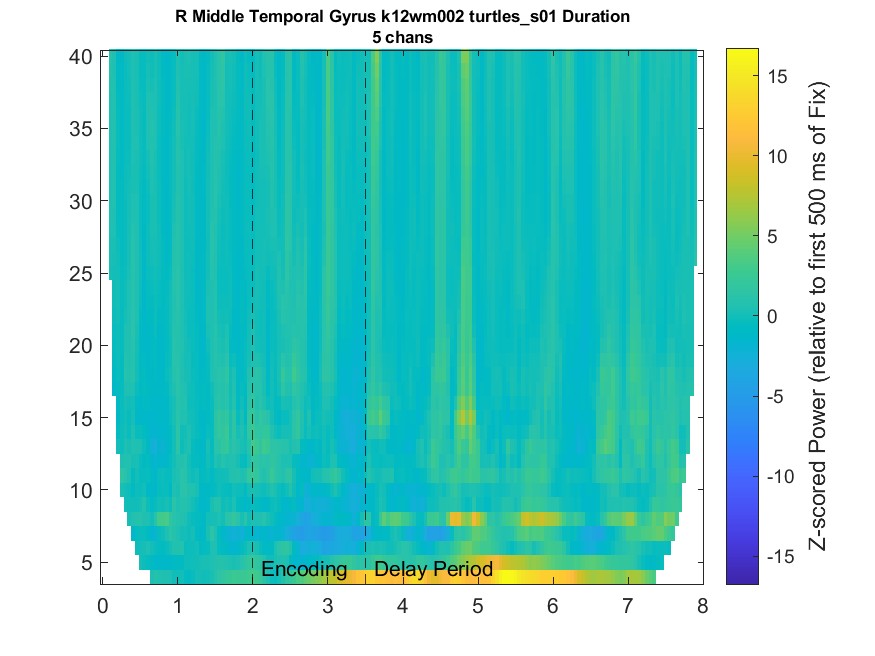 R Middle Temporal Gyrus k12wm002 turtles_s01 Duration
5 chans
40
35
30
25
20
15
10
5
Encoding
Delay Period
0 1 2 3 4 5 6 7 8
15
10
5
0
-5
-10
-15
Z-scored Power (relative to first 500 ms of Fix)